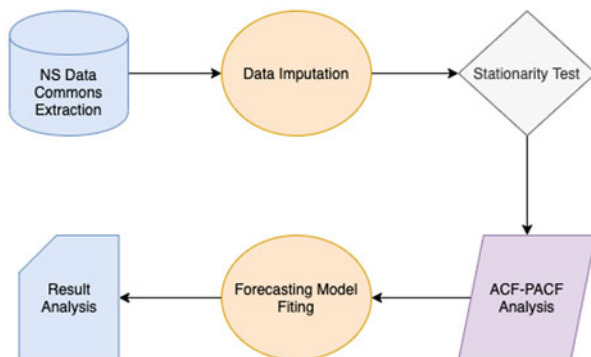 NS Data
Commons
Extraction
Data Imputation
Stationarity Test
ACF-PACF
Analysis
Forecasting Model
Fiting
Result
Analysis